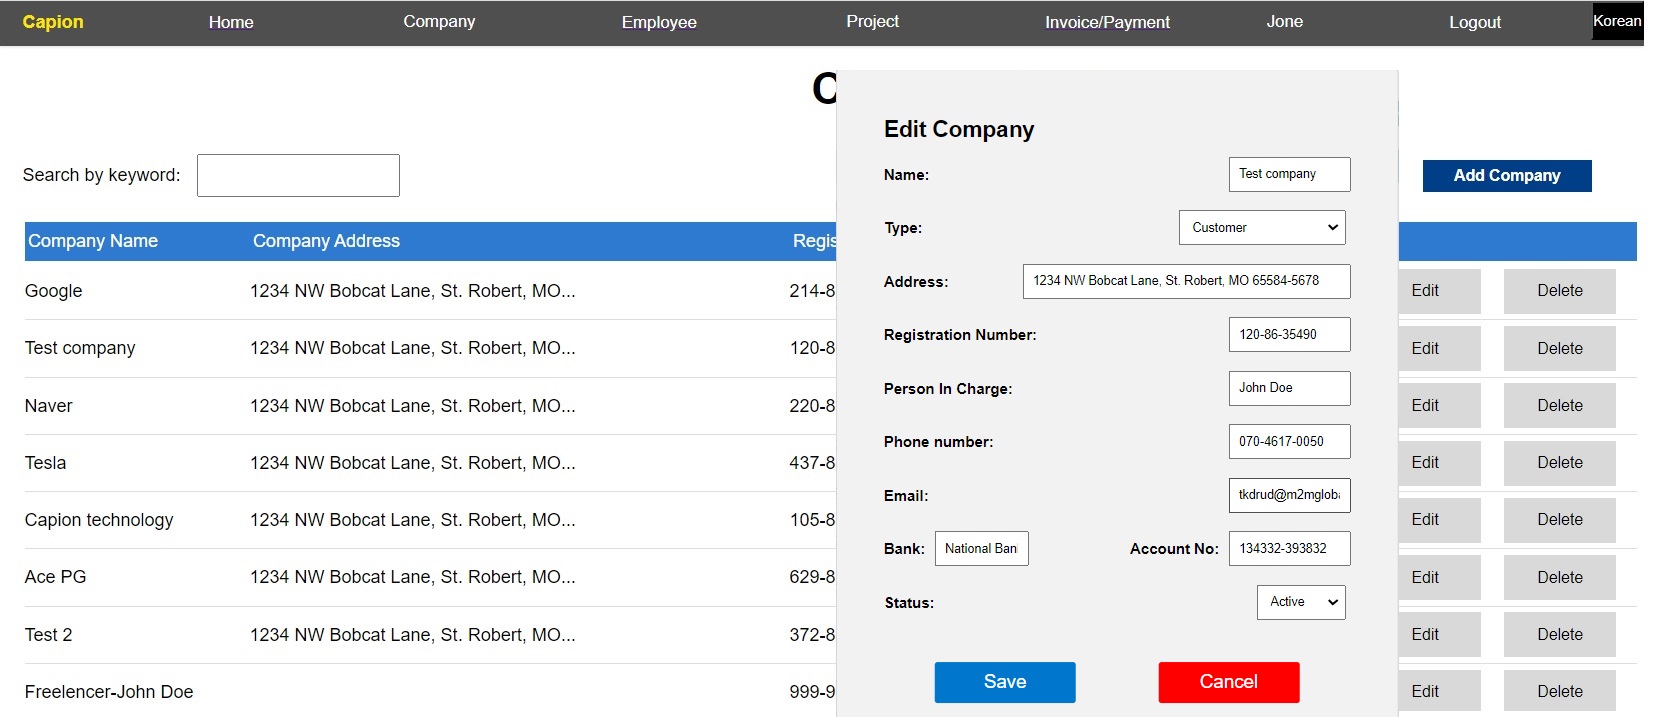 Capion Home Company Employee Project Invoice/Payment Jone Logout Korean
Edit Company
Search by keyword:
Add Company
Name: Test company
Type: Customer
Address: 1234 NW Bobcat Lane, St. Robert, MO 65584-5678
Registration Number: 120-86-35490
Person In Charge: John Doe
Phone number: 070-4617-0050
Email: tkdrud@m2mgloba
Bank: National Ban Account No: 134332-393832
Status: Active
Save Cancel
Company Name Company Address Regis
Google 1234 NW Bobcat Lane, St. Robert, MO... 214-8 Edit Delete
Test company 1234 NW Bobcat Lane, St. Robert, MO... 120-8 Edit Delete
Naver 1234 NW Bobcat Lane, St. Robert, MO... 220-8 Edit Delete
Tesla 1234 NW Bobcat Lane, St. Robert, MO... 437-8 Edit Delete
Capion technology 1234 NW Bobcat Lane, St. Robert, MO... 105-8 Edit Delete
Ace PG 1234 NW Bobcat Lane, St. Robert, MO... 629-8 Edit Delete
Test 2 1234 NW Bobcat Lane, St. Robert, MO... 372-8 Edit Delete
Freelencer-John Doe 999-9 Edit Delete